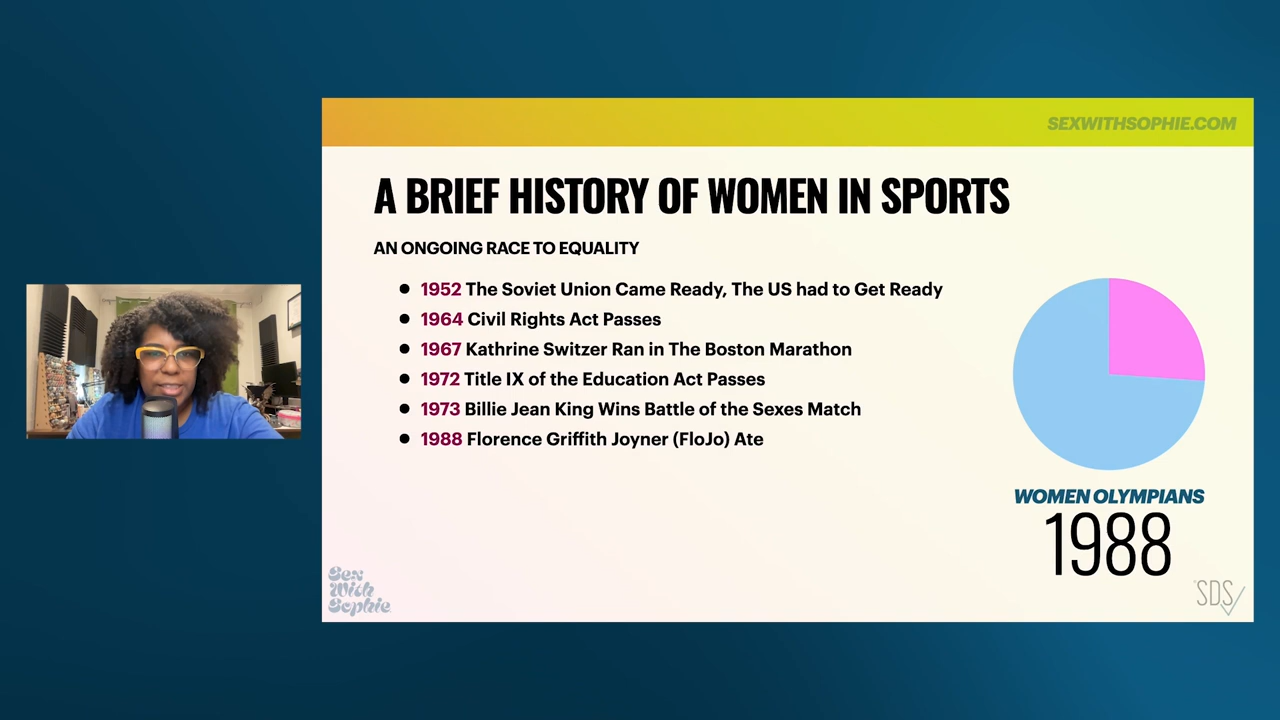 SEXWITHSOPHIE.COM
A BRIEF HISTORY OF WOMEN IN SPORTS
AN ONGOING RACE TO EQUALITY
● 1952 The Soviet Union Came Ready, The US had to Get Ready
● 1964 Civil Rights Act Passes
● 1967 Kathrine Switzer Ran in The Boston Marathon
● 1972 Title IX of the Education Act Passes
● 1973 Billie Jean King Wins Battle of the Sexes Match
● 1988 Florence Griffith Joyner (FloJo) Ate
WOMEN OLYMPIANS
1988
Sex
With
Sophie
SDS